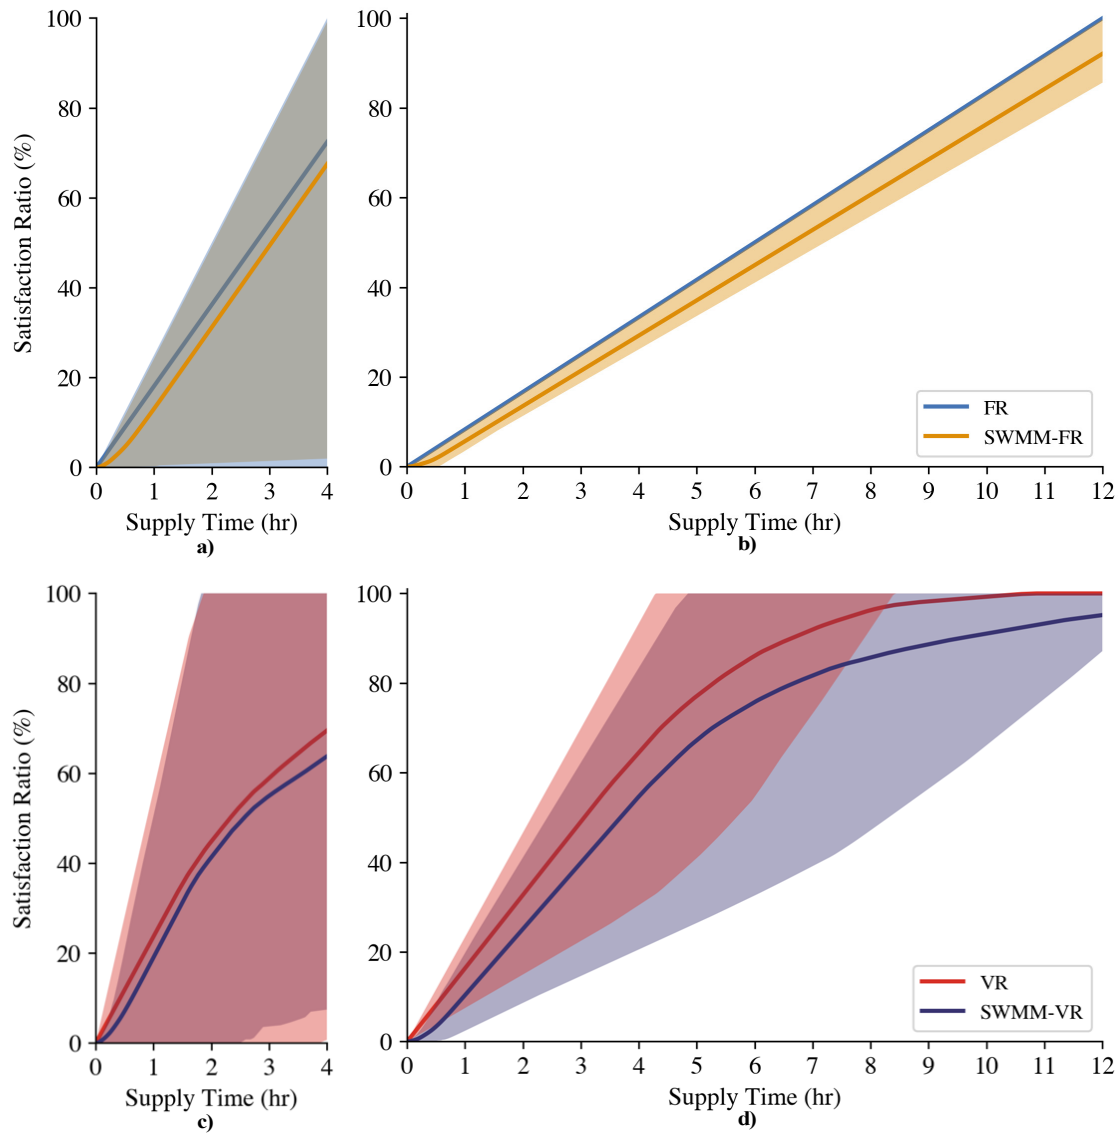 100
80
60
40
20
0
Satisfaction Ratio (%)
0 1 2 3 4
Supply Time (hr)
a)
100
80
60
40
20
0
0 1 2 3 4 5 6 7 8 9 10 11 12
Supply Time (hr)
b)
FR
SWMM-FR
100
80
60
40
20
0
Satisfaction Ratio (%)
0 1 2 3 4
Supply Time (hr)
c)
100
80
60
40
20
0
0 1 2 3 4 5 6 7 8 9 10 11 12
Supply Time (hr)
d)
VR
SWMM-VR